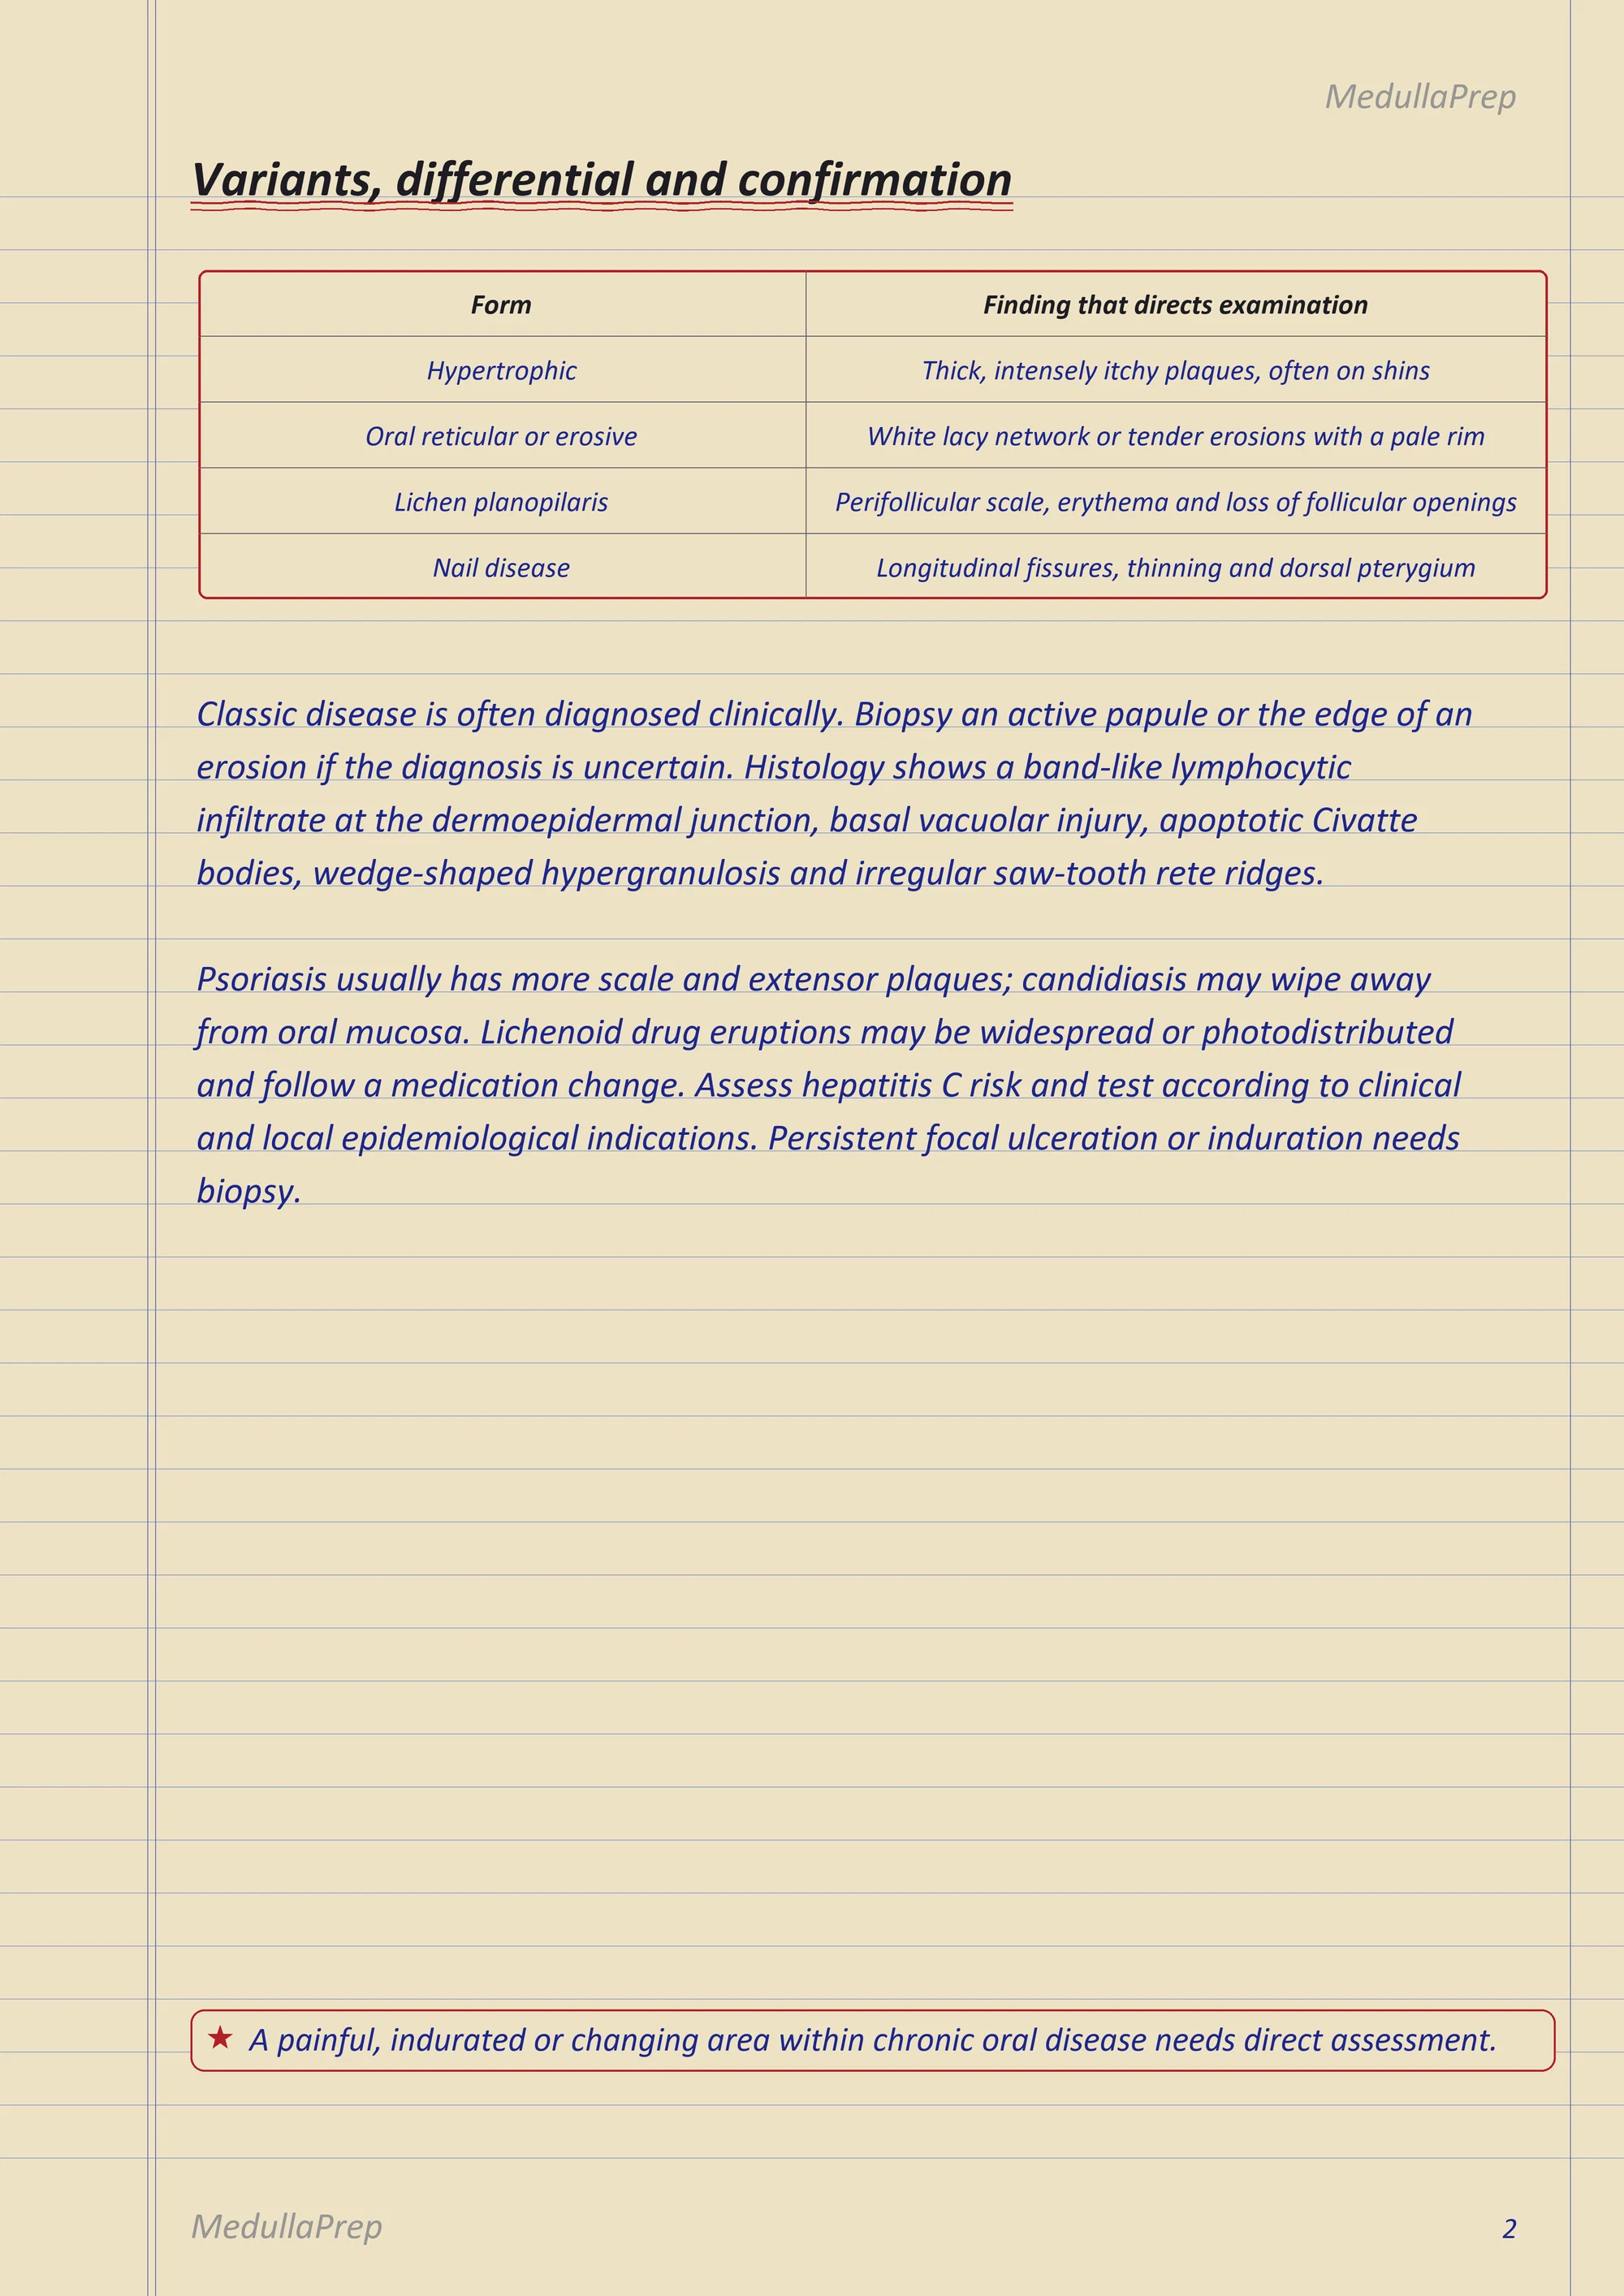 MedullaPrep
Variants, differential and confirmation
Form
Finding that directs examination
Hypertrophic
Thick, intensely itchy plaques, often on shins
Oral reticular or erosive
White lacy network or tender erosions with a pale rim
Lichen planopilaris
Perifollicular scale, erythema and loss of follicular openings
Nail disease
Longitudinal fissures, thinning and dorsal pterygium
Classic disease is often diagnosed clinically. Biopsy an active papule or the edge of an
erosion if the diagnosis is uncertain. Histology shows a band-like lymphocytic
infiltrate at the dermoepidermal junction, basal vacuolar injury, apoptotic Civatte
bodies, wedge-shaped hypergranulosis and irregular saw-tooth rete ridges.
Psoriasis usually has more scale and extensor plaques; candidiasis may wipe away
from oral mucosa. Lichenoid drug eruptions may be widespread or photodistributed
and follow a medication change. Assess hepatitis C risk and test according to clinical
and local epidemiological indications. Persistent focal ulceration or induration needs
biopsy.
★ A painful, indurated or changing area within chronic oral disease needs direct assessment.
MedullaPrep
2